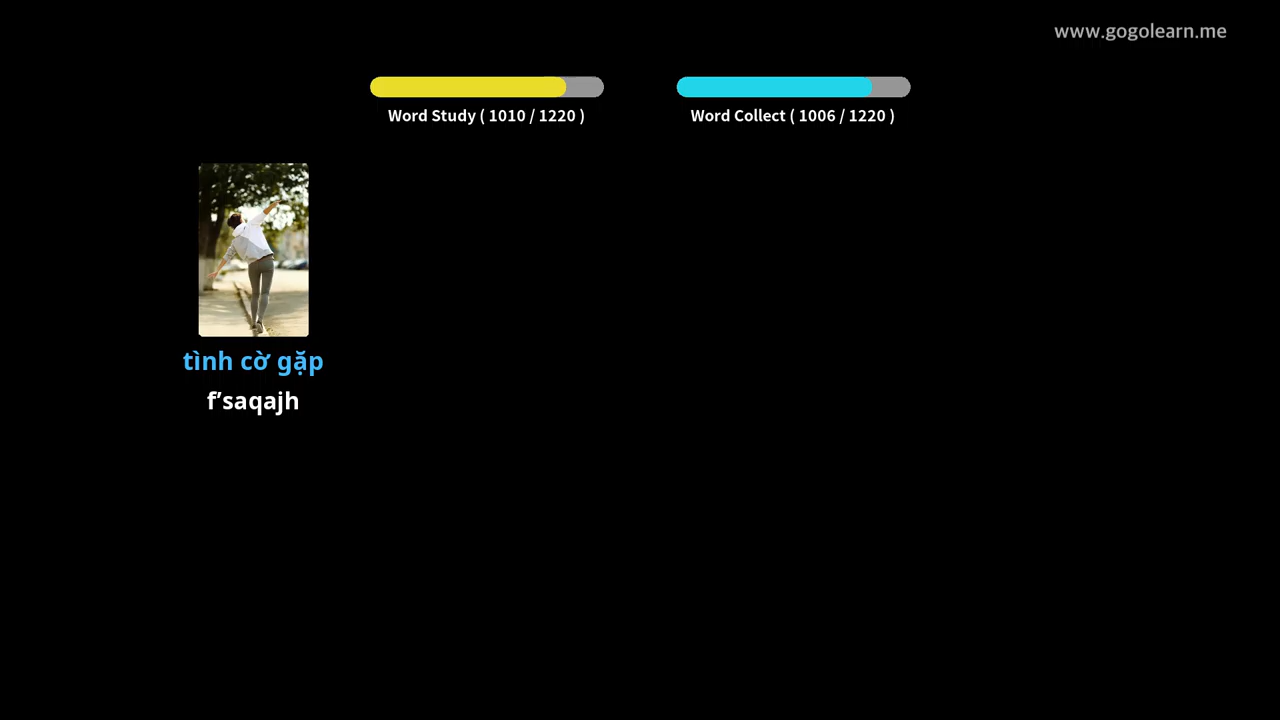 www.gogolearn.me
Word Study ( 1010 / 1220 )
Word Collect ( 1006 / 1220 )
tình cờ gặp
f’saqajh